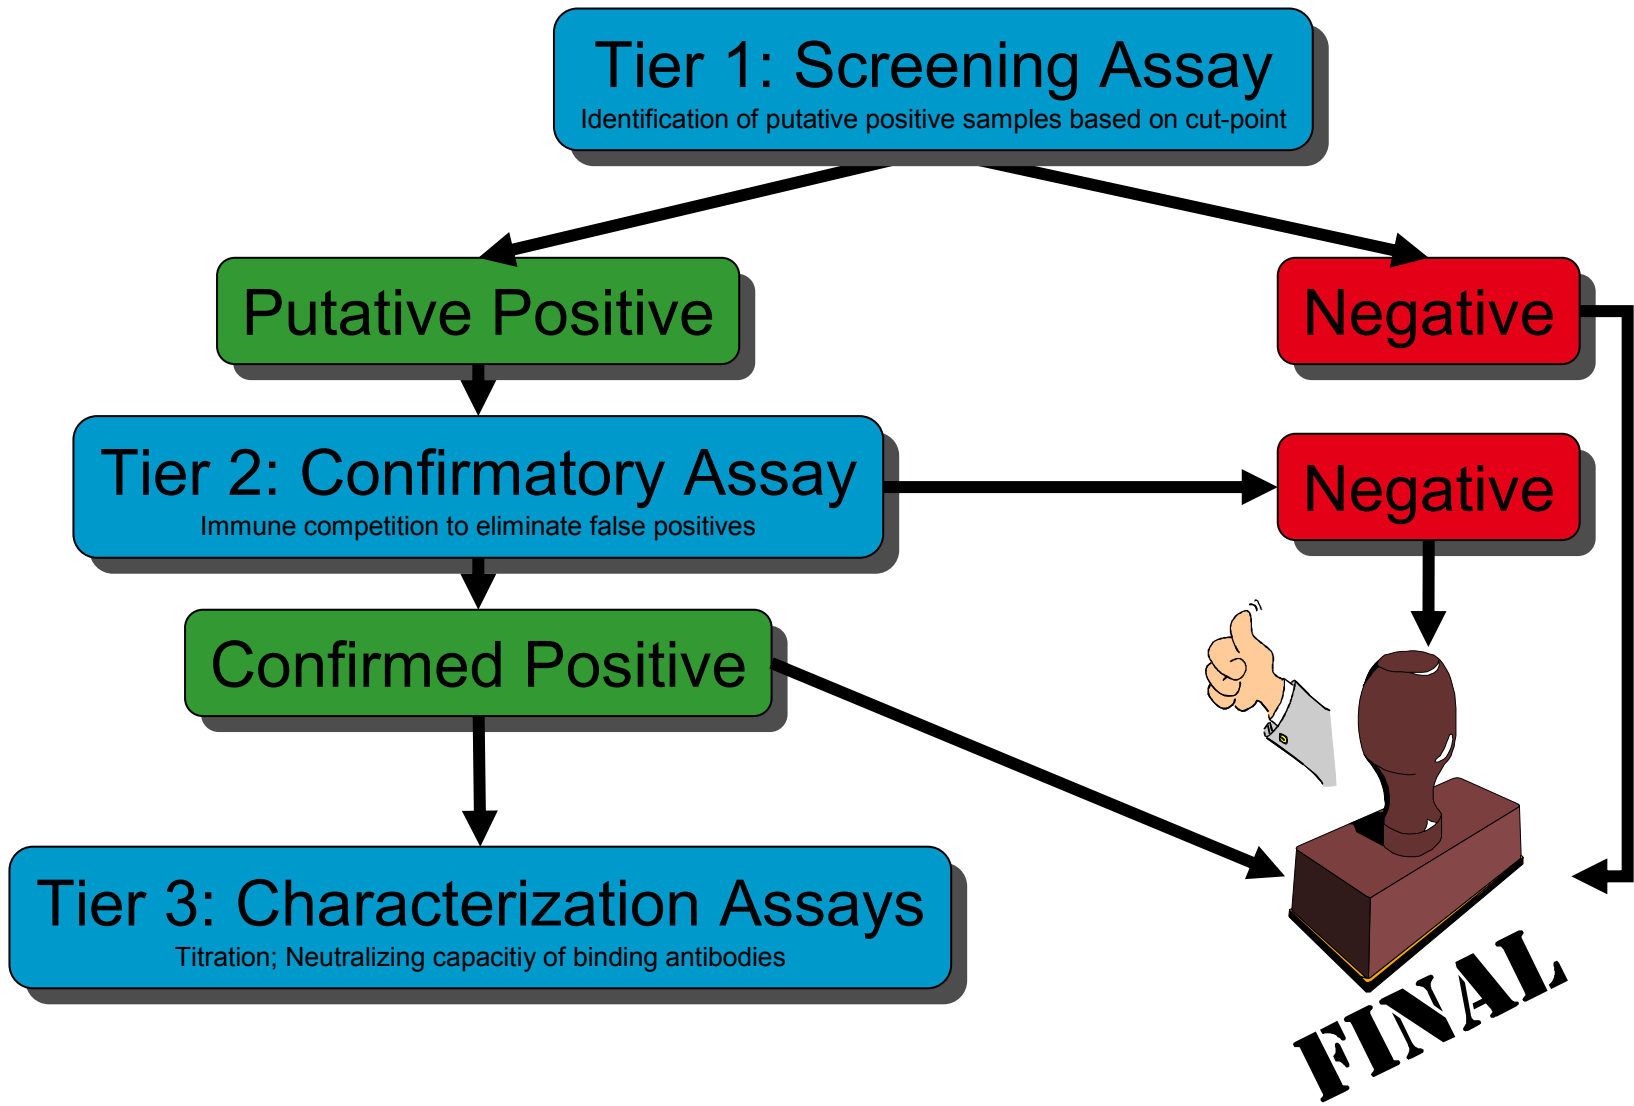 Tier 1: Screening Assay
Identification of putative positive samples based on cut-point
Putative Positive
Negative
Tier 2: Confirmatory Assay
Immune competition to eliminate false positives
Negative
Confirmed Positive
Tier 3: Characterization Assays
Titration; Neutralizing capacitiy of binding antibodies
FINAL